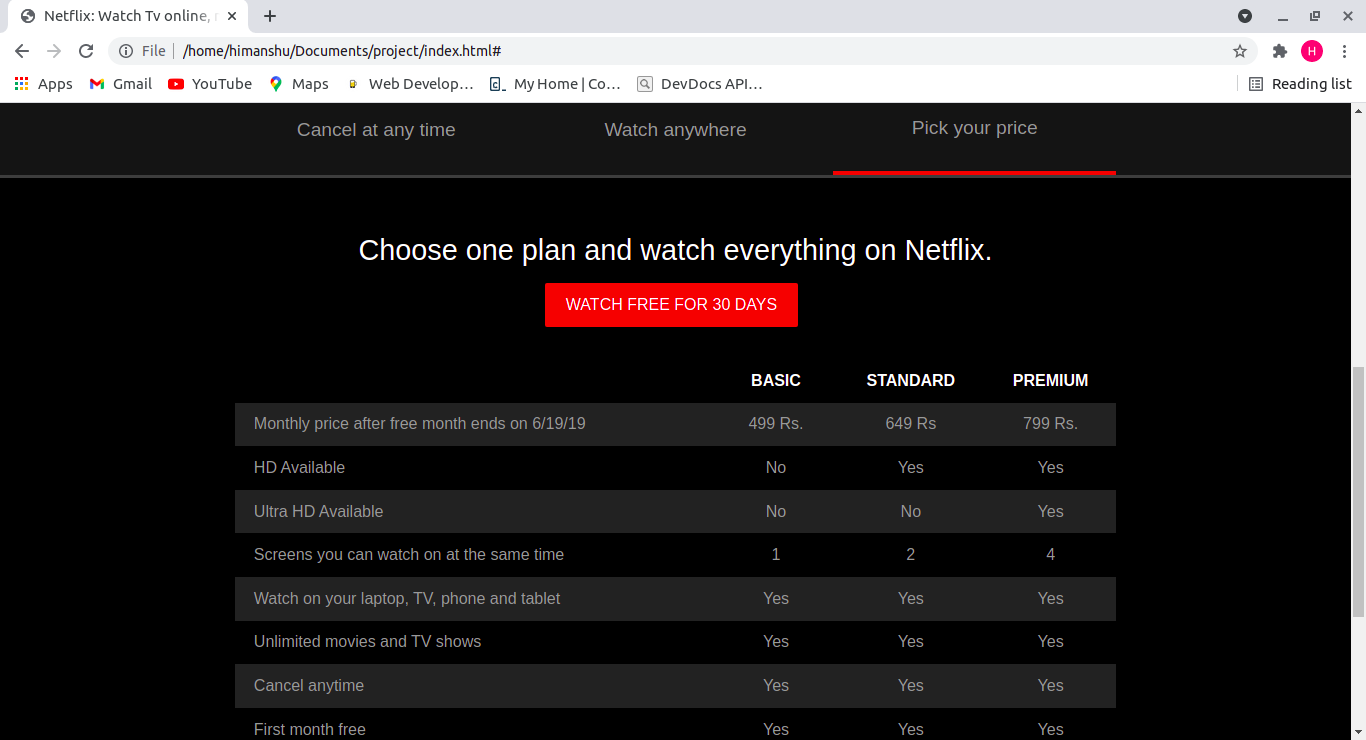 Netflix: Watch Tv online,
File /home/himanshu/Documents/project/index.html#
H
Apps Gmail YouTube Maps Web Develop... My Home | Co... DevDocs API... Reading list
Cancel at any time Watch anywhere Pick your price
Choose one plan and watch everything on Netflix.
WATCH FREE FOR 30 DAYS
BASIC STANDARD PREMIUM
Monthly price after free month ends on 6/19/19 499 Rs. 649 Rs 799 Rs.
HD Available No Yes Yes
Ultra HD Available No No Yes
Screens you can watch on at the same time 1 2 4
Watch on your laptop, TV, phone and tablet Yes Yes Yes
Unlimited movies and TV shows Yes Yes Yes
Cancel anytime Yes Yes Yes
First month free Yes Yes Yes